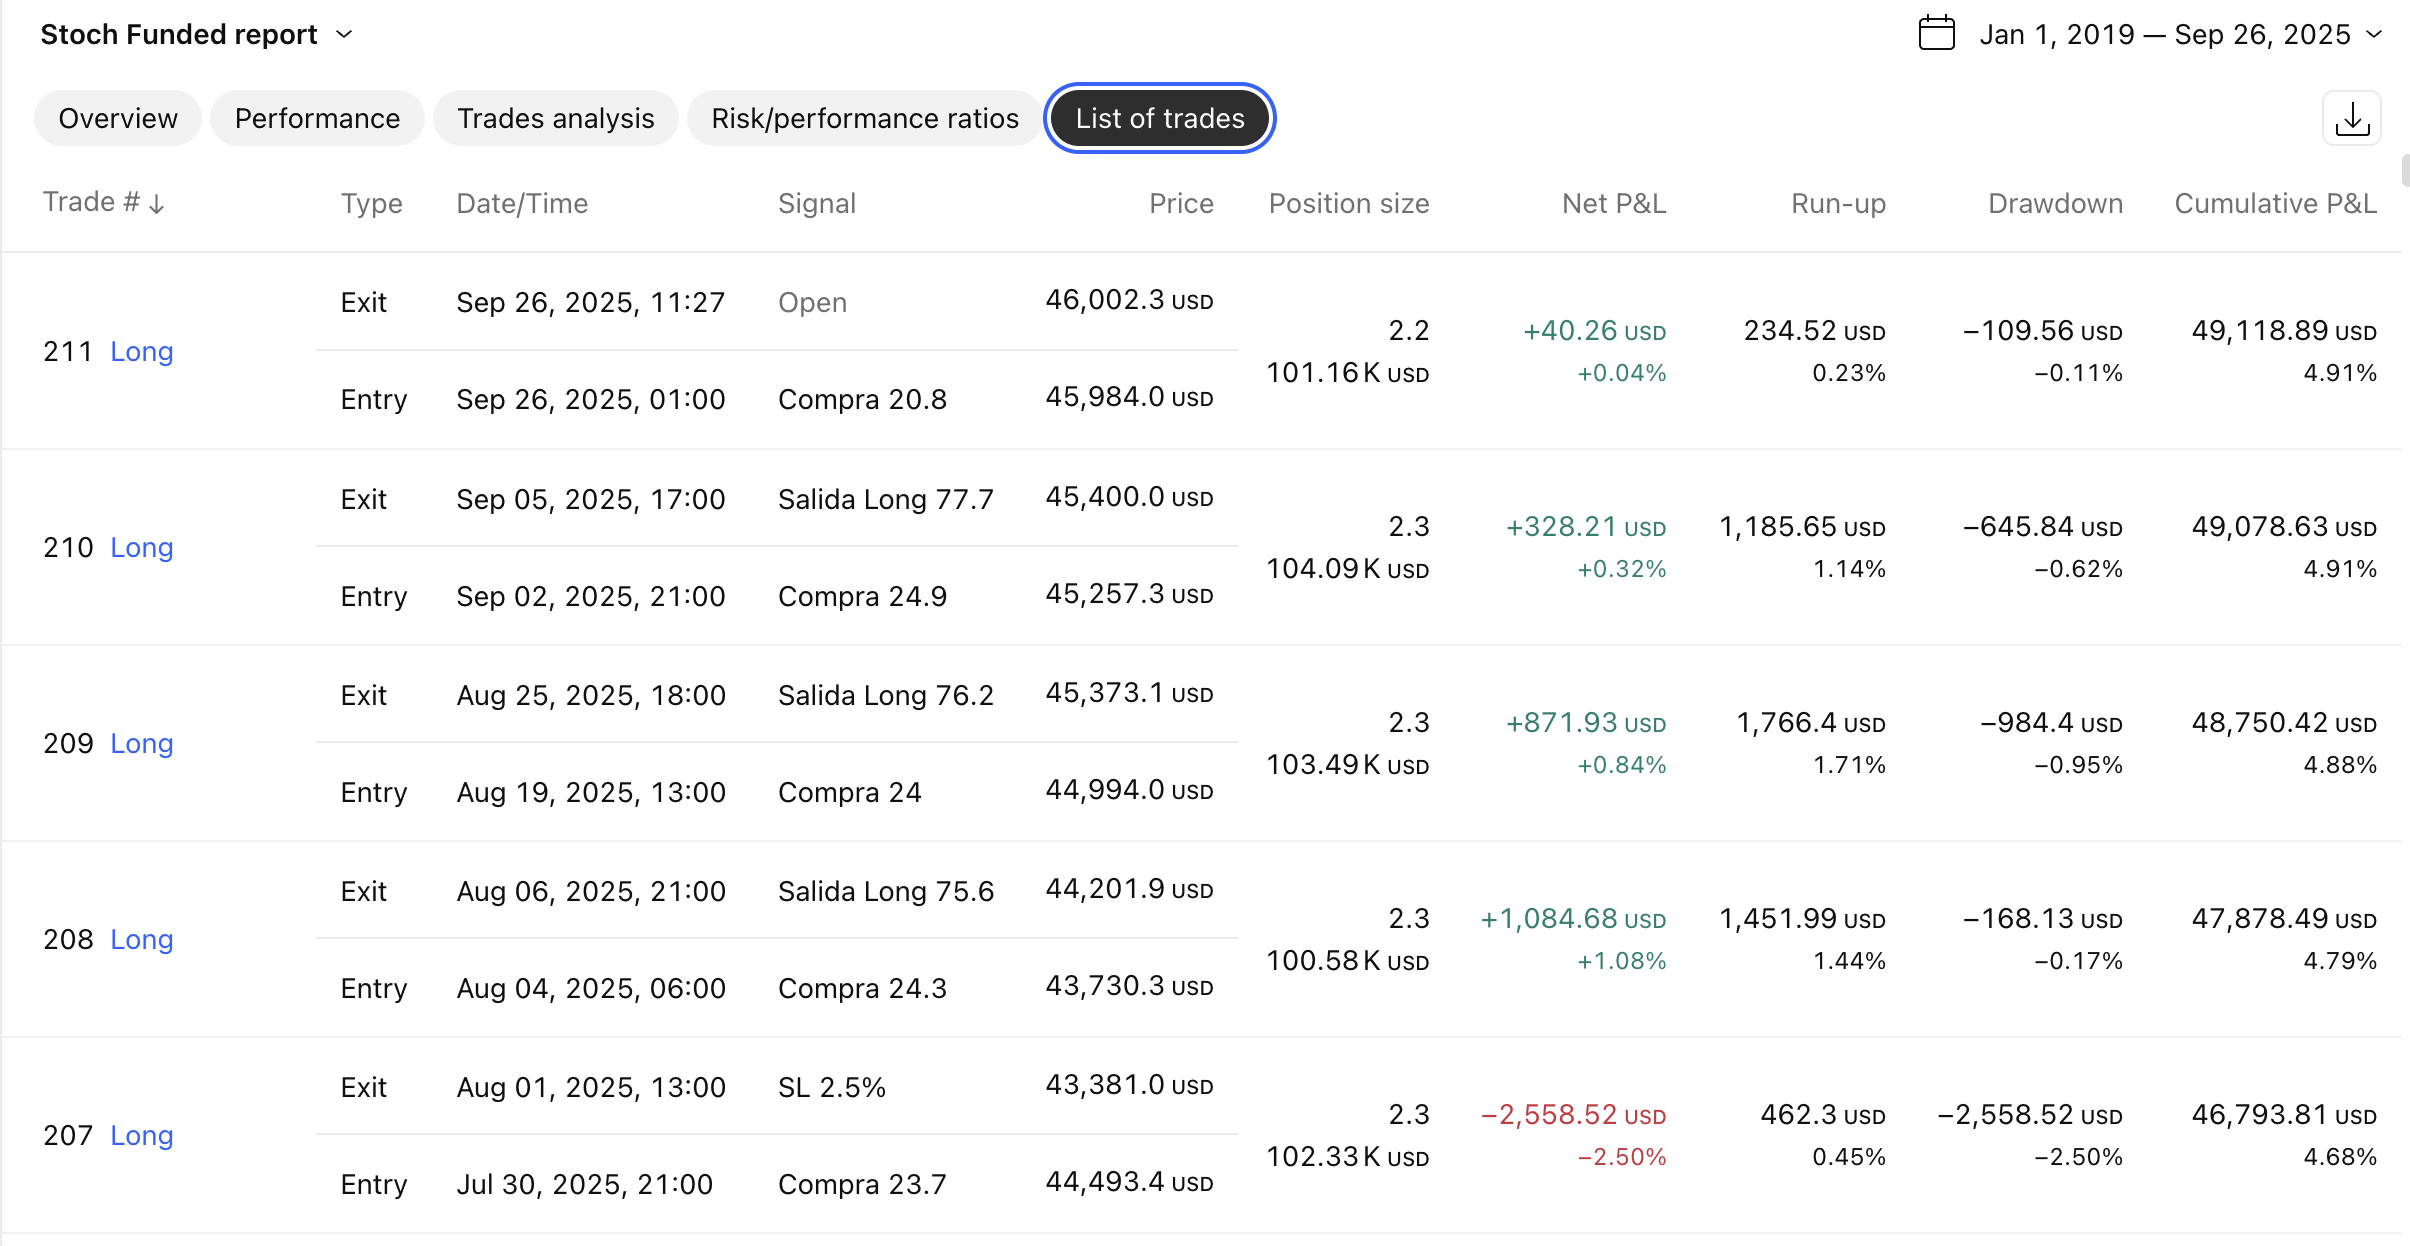 Stoch Funded report
Jan 1, 2019 — Sep 26, 2025
Overview Performance Trades analysis Risk/performance ratios List of trades
Trade # ↓ Type Date/Time Signal Price Position size Net P&L Run-up Drawdown Cumulative P&L
211 Long
Exit Sep 26, 2025, 11:27 Open 46,002.3 USD
Entry Sep 26, 2025, 01:00 Compra 20.8 45,984.0 USD
2.2 +40.26 USD 234.52 USD −109.56 USD 49,118.89 USD
101.16 K USD +0.04% 0.23% −0.11% 4.91%
210 Long
Exit Sep 05, 2025, 17:00 Salida Long 77.7 45,400.0 USD
Entry Sep 02, 2025, 21:00 Compra 24.9 45,257.3 USD
2.3 +328.21 USD 1,185.65 USD −645.84 USD 49,078.63 USD
104.09 K USD +0.32% 1.14% −0.62% 4.91%
209 Long
Exit Aug 25, 2025, 18:00 Salida Long 76.2 45,373.1 USD
Entry Aug 19, 2025, 13:00 Compra 24 44,994.0 USD
2.3 +871.93 USD 1,766.4 USD −984.4 USD 48,750.42 USD
103.49 K USD +0.84% 1.71% −0.95% 4.88%
208 Long
Exit Aug 06, 2025, 21:00 Salida Long 75.6 44,201.9 USD
Entry Aug 04, 2025, 06:00 Compra 24.3 43,730.3 USD
2.3 +1,084.68 USD 1,451.99 USD −168.13 USD 47,878.49 USD
100.58 K USD +1.08% 1.44% −0.17% 4.79%
207 Long
Exit Aug 01, 2025, 13:00 SL 2.5% 43,381.0 USD
Entry Jul 30, 2025, 21:00 Compra 23.7 44,493.4 USD
2.3 −2,558.52 USD 462.3 USD −2,558.52 USD 46,793.81 USD
102.33 K USD −2.50% 0.45% −2.50% 4.68%